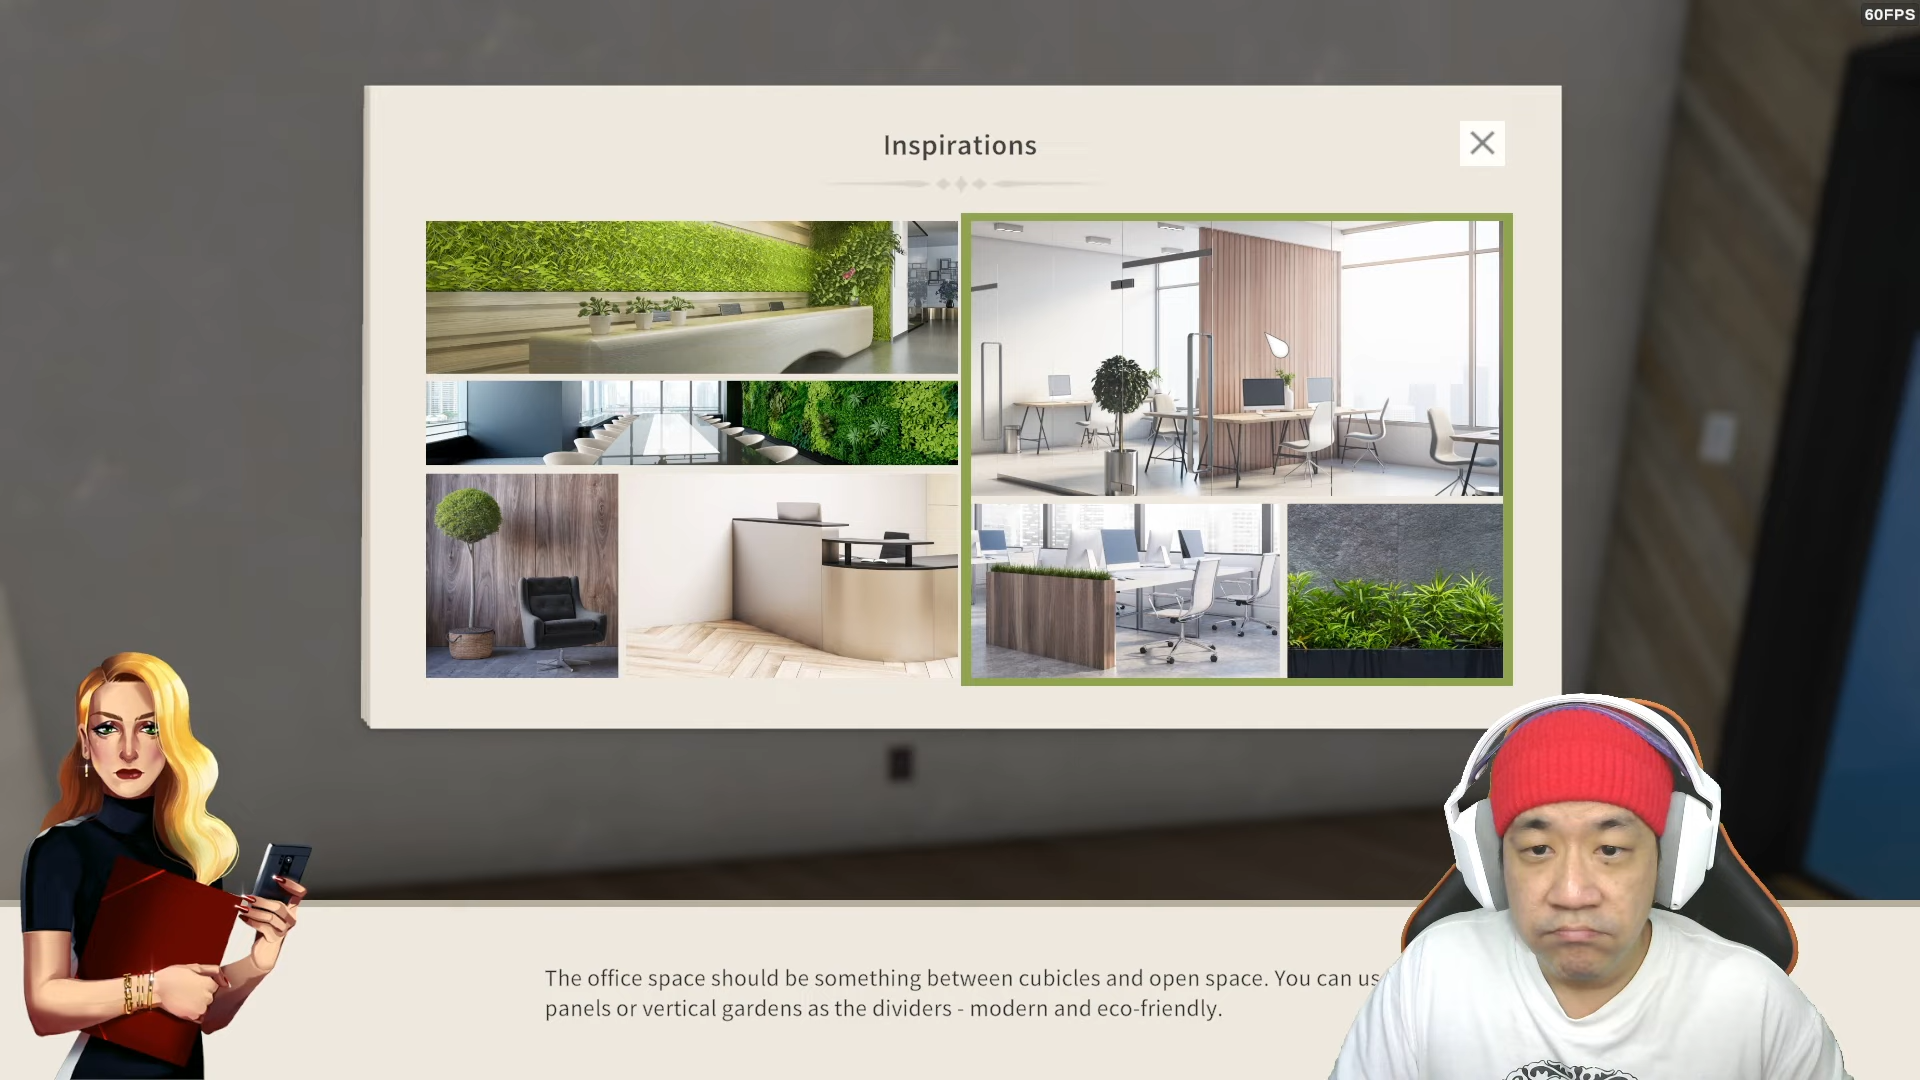 60FPS
Inspirations
The office space should be something between cubicles and open space. You can us
panels or vertical gardens as the dividers - modern and eco-friendly.